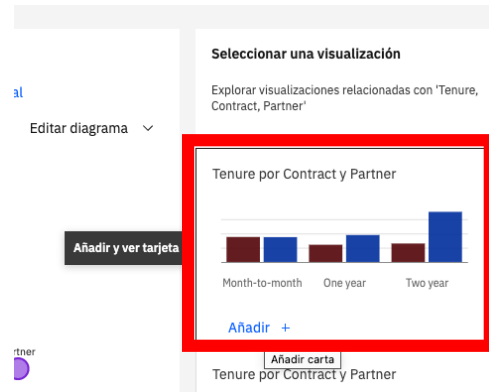 Seleccionar una visualización
Explorar visualizaciones relacionadas con 'Tenure,
Contract, Partner'
al
Editar diagrama
Tenure por Contract y Partner
Añadir y ver tarjeta
Month-to-month One year Two year
Añadir +
Añadir carta
rtner
Tenure por Contract y Partner